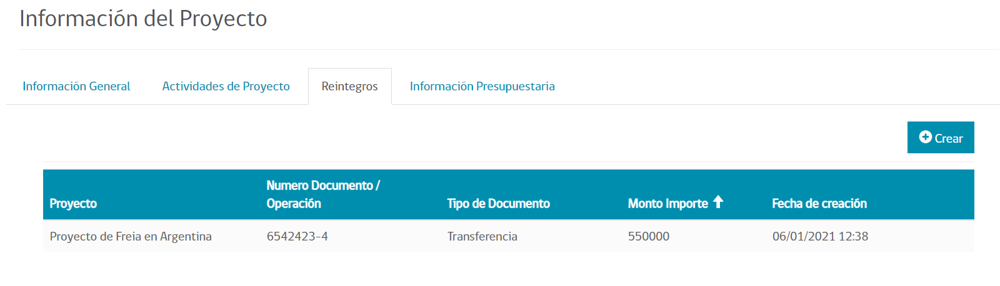 Información del Proyecto
Información General Actividades de Proyecto Reintegros Información Presupuestaria
Crear
Numero Documento /
Proyecto Operación Tipo de Documento Monto Importe Fecha de creación
Proyecto de Freia en Argentina 6542423-4 Transferencia 550000 06/01/2021 12:38